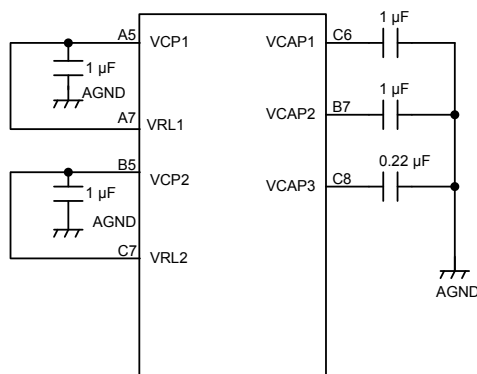 1 µF
A5 VCP1 VCAP1 C6
1 µF
AGND
1 µF
A7 VRL1
VCAP2 B7
B5 VCP2
0.22 µF
VCAP3 C8
1 µF
AGND
C7 VRL2
AGND